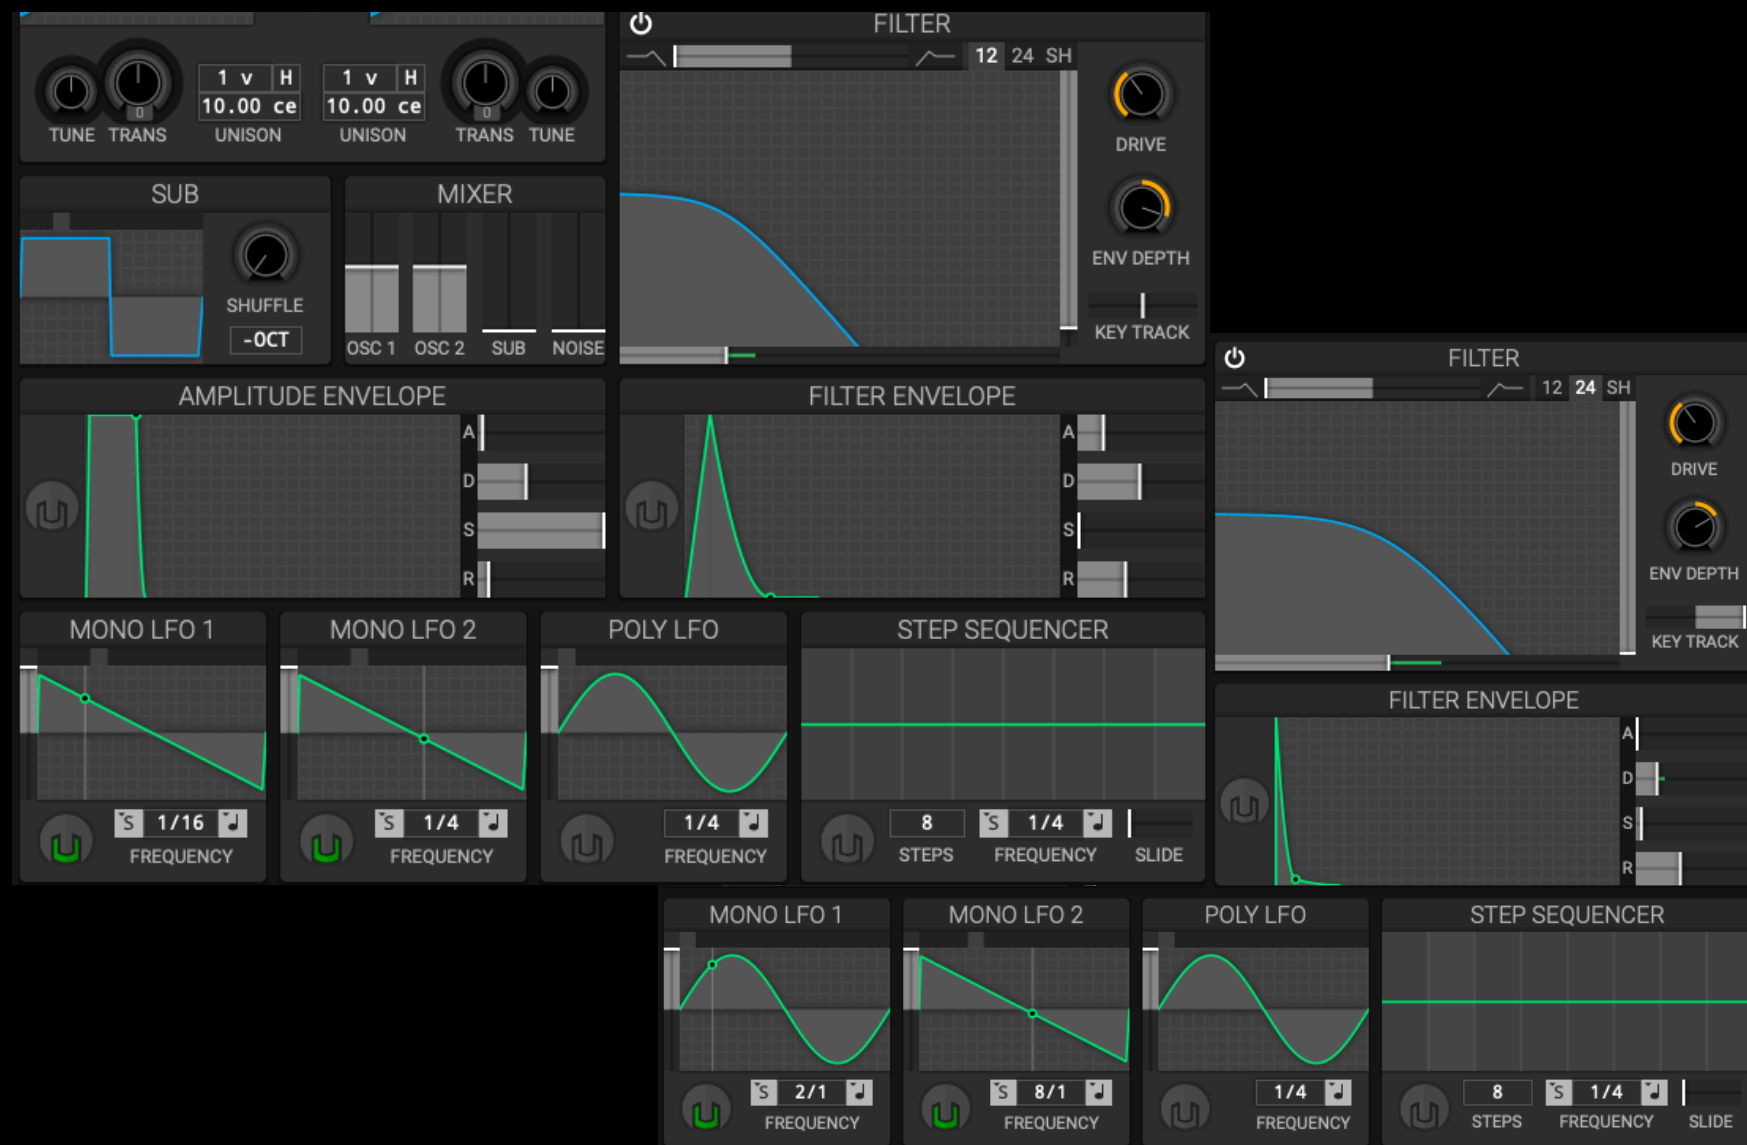 FILTER
12 24 SH
1 v H
1 v H
10.00 ce
10.00 ce
TUNE TRANS UNISON UNISON TRANS TUNE
0
0
DRIVE
ENV DEPTH
KEY TRACK
SUB
SHUFFLE
-OCT
MIXER
OSC 1 OSC 2 SUB NOISE
AMPLITUDE ENVELOPE
A
D
S
R
FILTER ENVELOPE
A
D
S
R
MONO LFO 1
S 1/16
FREQUENCY
MONO LFO 2
S 1/4
FREQUENCY
POLY LFO
1/4
FREQUENCY
STEP SEQUENCER
8 S 1/4
STEPS FREQUENCY SLIDE
FILTER
12 24 SH
DRIVE
ENV DEPTH
KEY TRACK
FILTER ENVELOPE
A
D
S
R
MONO LFO 1
S 2/1
FREQUENCY
MONO LFO 2
S 8/1
FREQUENCY
POLY LFO
1/4
FREQUENCY
STEP SEQUENCER
8 S 1/4
STEPS FREQUENCY SLIDE